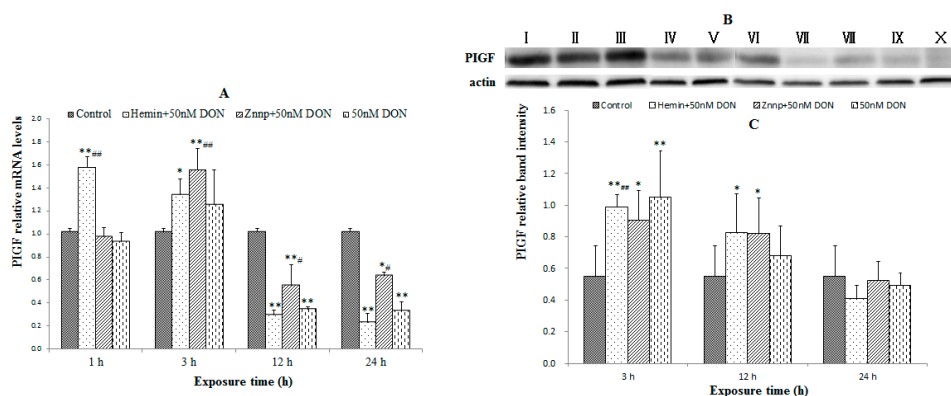 B
I II III IV V VI VII VII IX X
PIGF
actin
A
Control Hemin+50nM DON Znnp+50nM DON 50nM DON
PIGF relative mRNA levels
2.0
1.8
1.6
1.4
1.2
1.0
0.8
0.6
0.4
0.2
0.0
**##
*
**##
**
**#
**
**
*#
**
1 h 3 h 12 h 24 h
Exposure time (h)
Control Hemin+50nM DON Znnp+50nM DON 50nM DON
C
PIGF relative band intensity
1.6
1.4
1.2
1.0
0.8
0.6
0.4
0.2
0.0
**##
*
**
*
*
3 h 12 h 24 h
Exposure time (h)